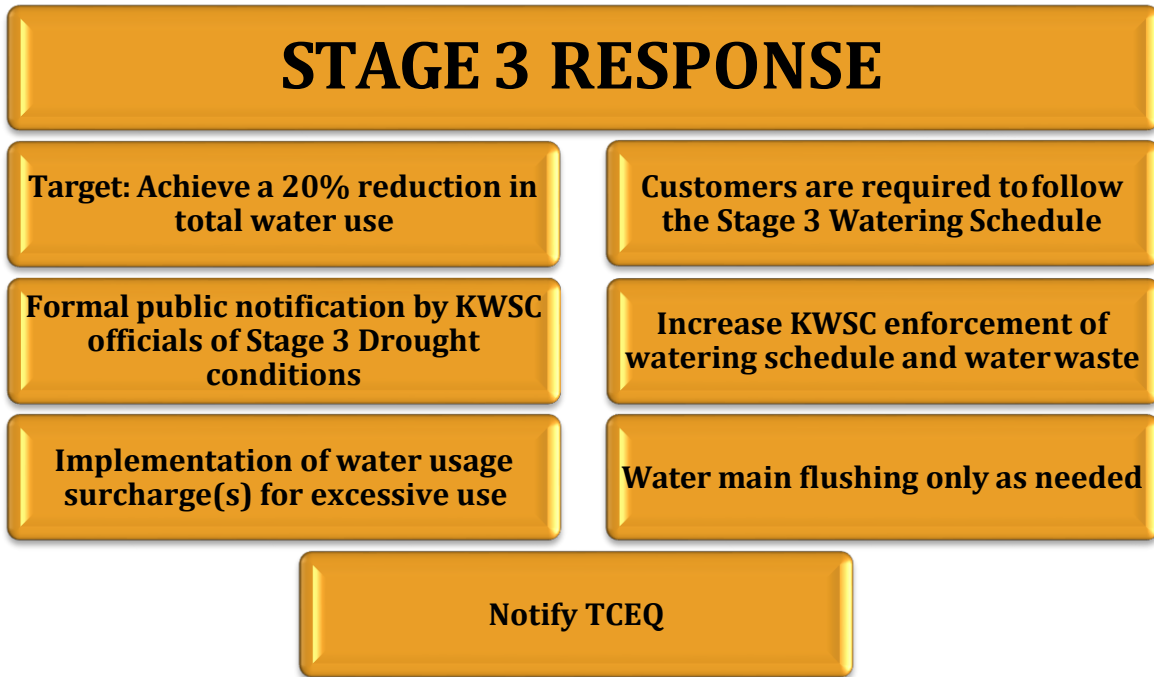 STAGE 3 RESPONSE
Target: Achieve a 20% reduction in
total water use
Customers are required to follow
the Stage 3 Watering Schedule
Formal public notification by KWSC
officials of Stage 3 Drought
conditions
Increase KWSC enforcement of
watering schedule and water waste
Implementation of water usage
surcharge(s) for excessive use
Water main flushing only as needed
Notify TCEQ